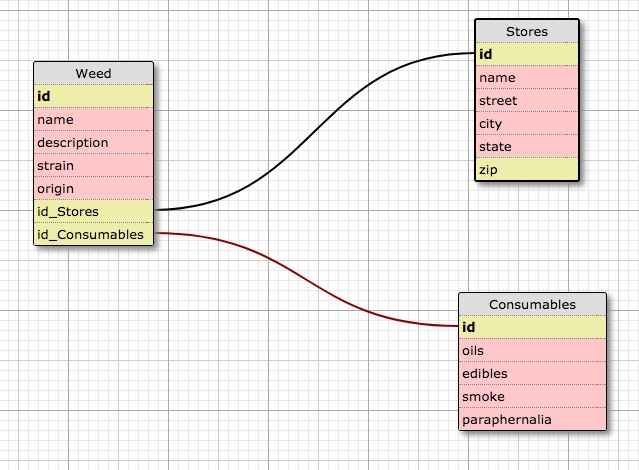 Weed
id
name
description
strain
origin
id_Stores
id_Consumables
Stores
id
name
street
city
state
zip
Consumables
id
oils
edibles
smoke
paraphernalia